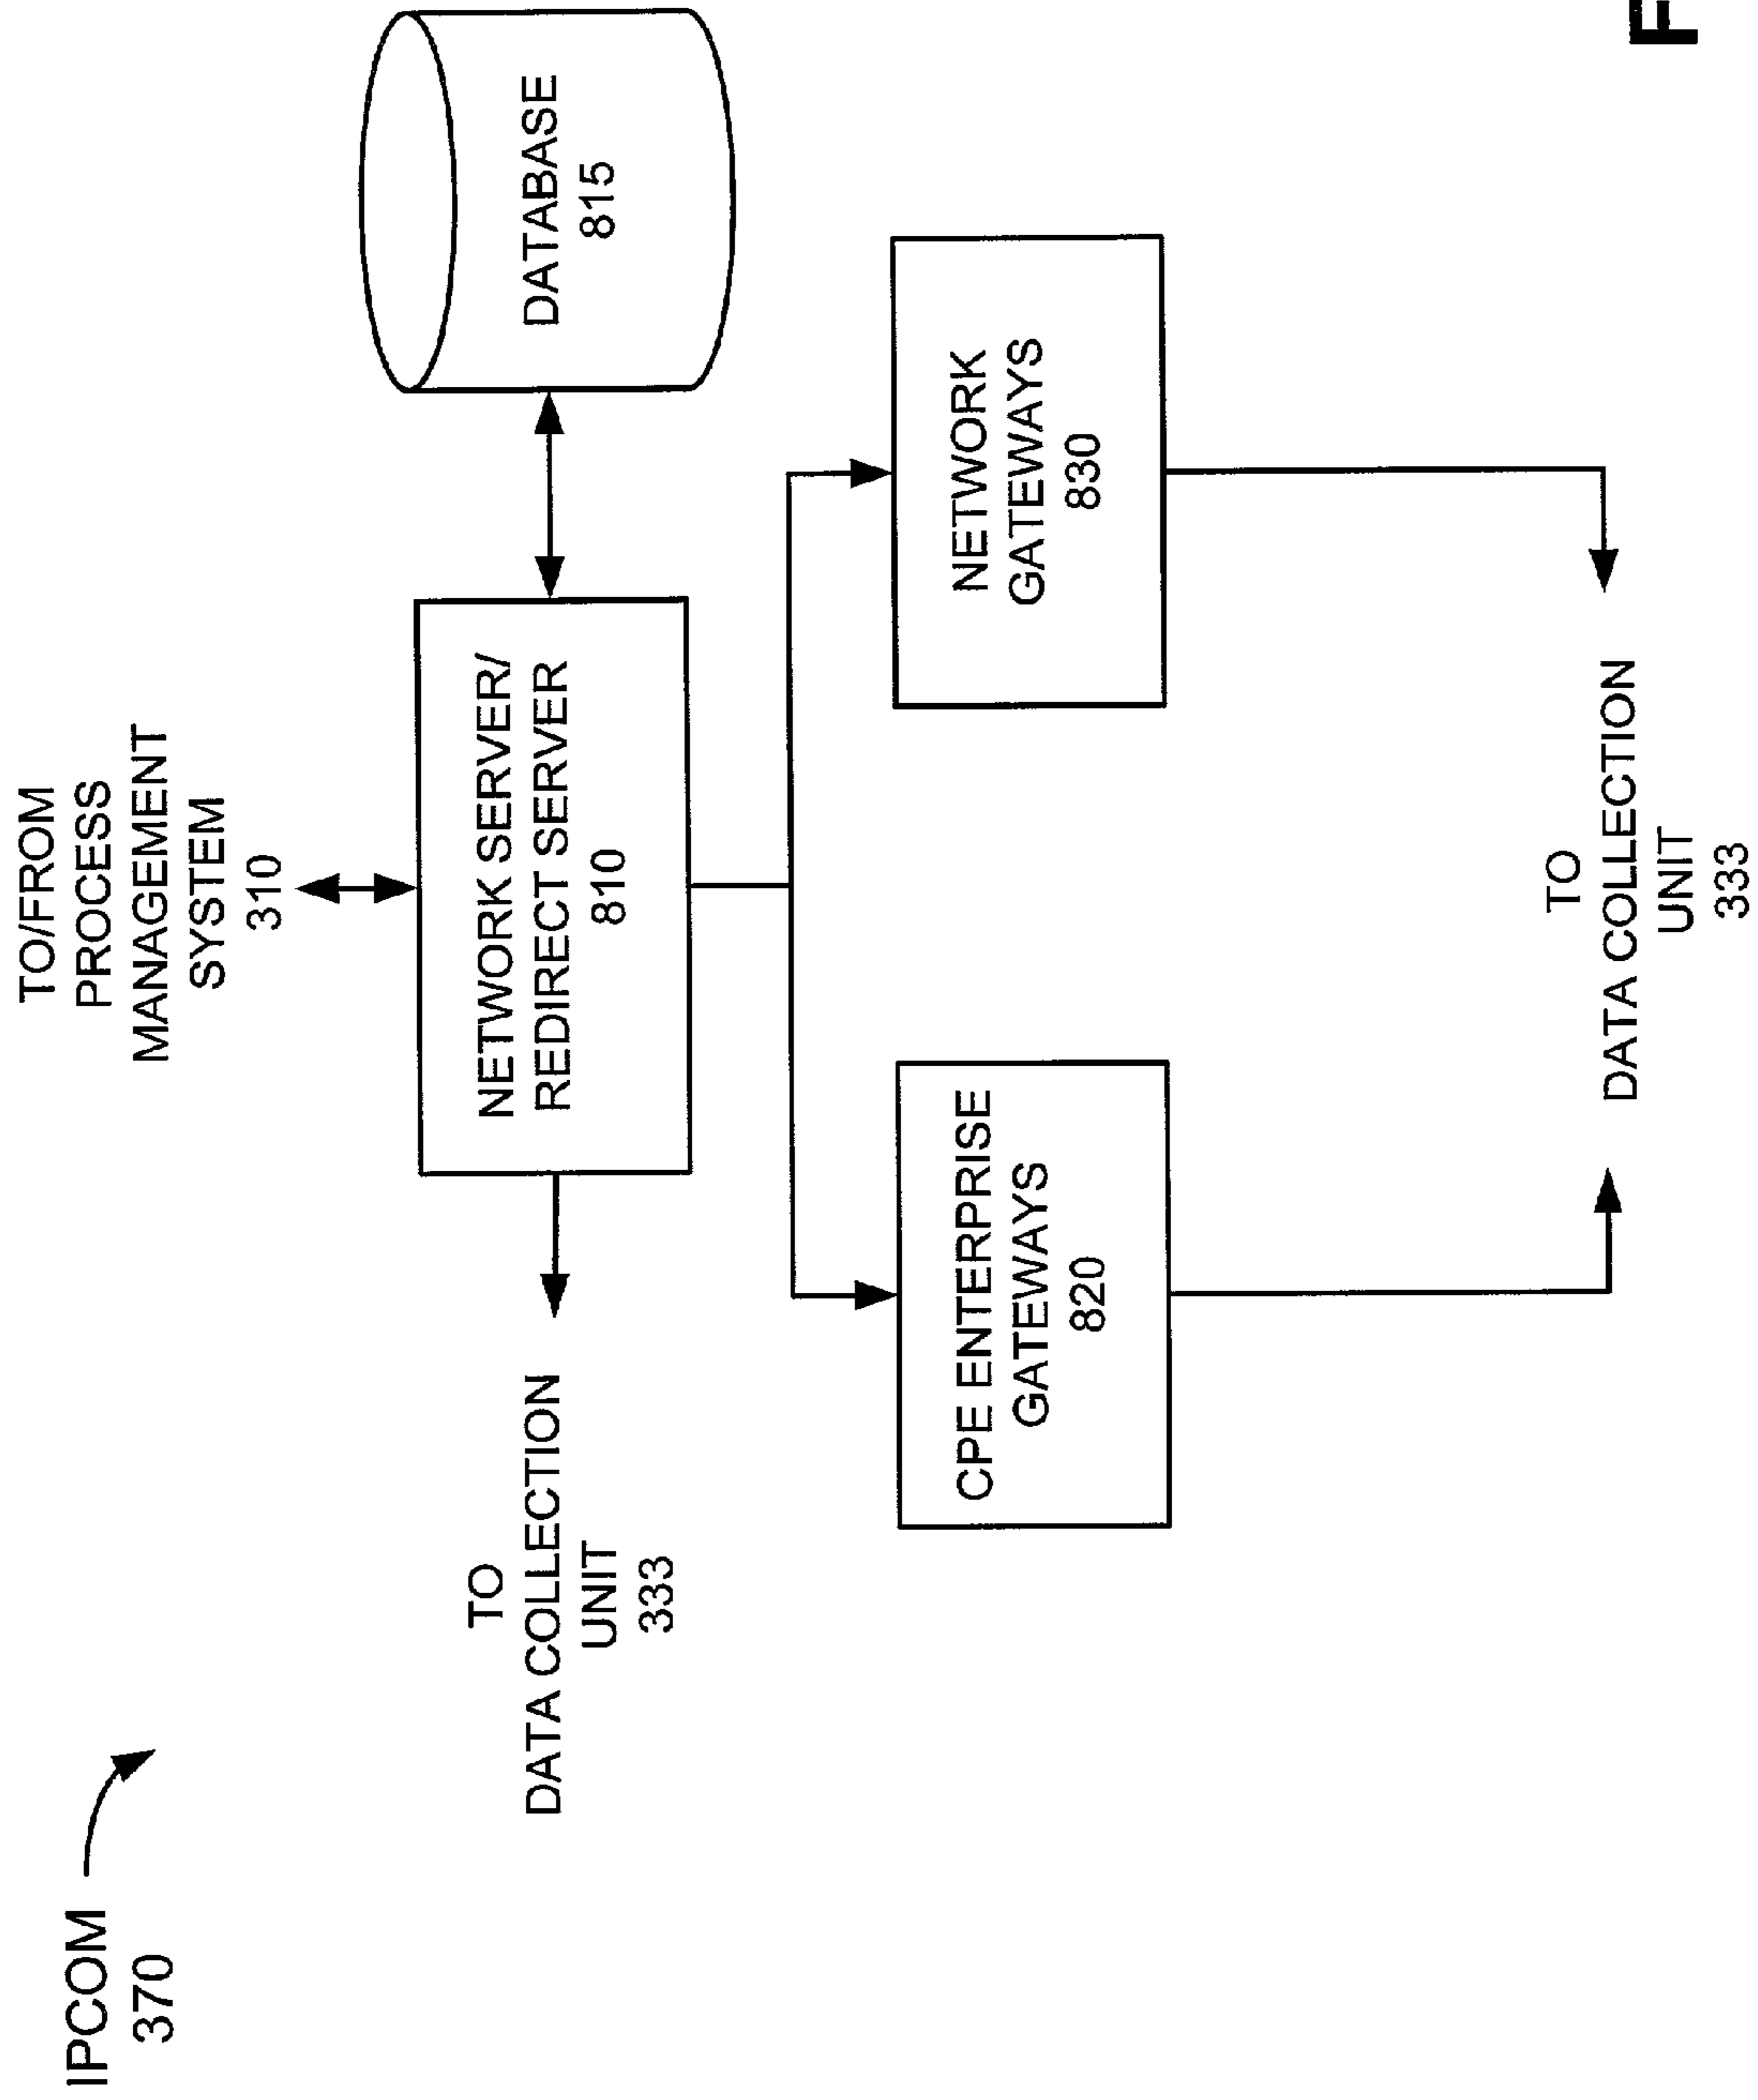 IPCOM
370
TO/FROM
PROCESS
MANAGEMENT
SYSTEM
310
TO
DATA COLLECTION
UNIT
333
NETWORK SERVER/
REDIRECT SERVER
810
DATABASE
815
CPE ENTERPRISE
GATEWAYS
820
NETWORK
GATEWAYS
830
TO
DATA COLLECTION
UNIT
333
F